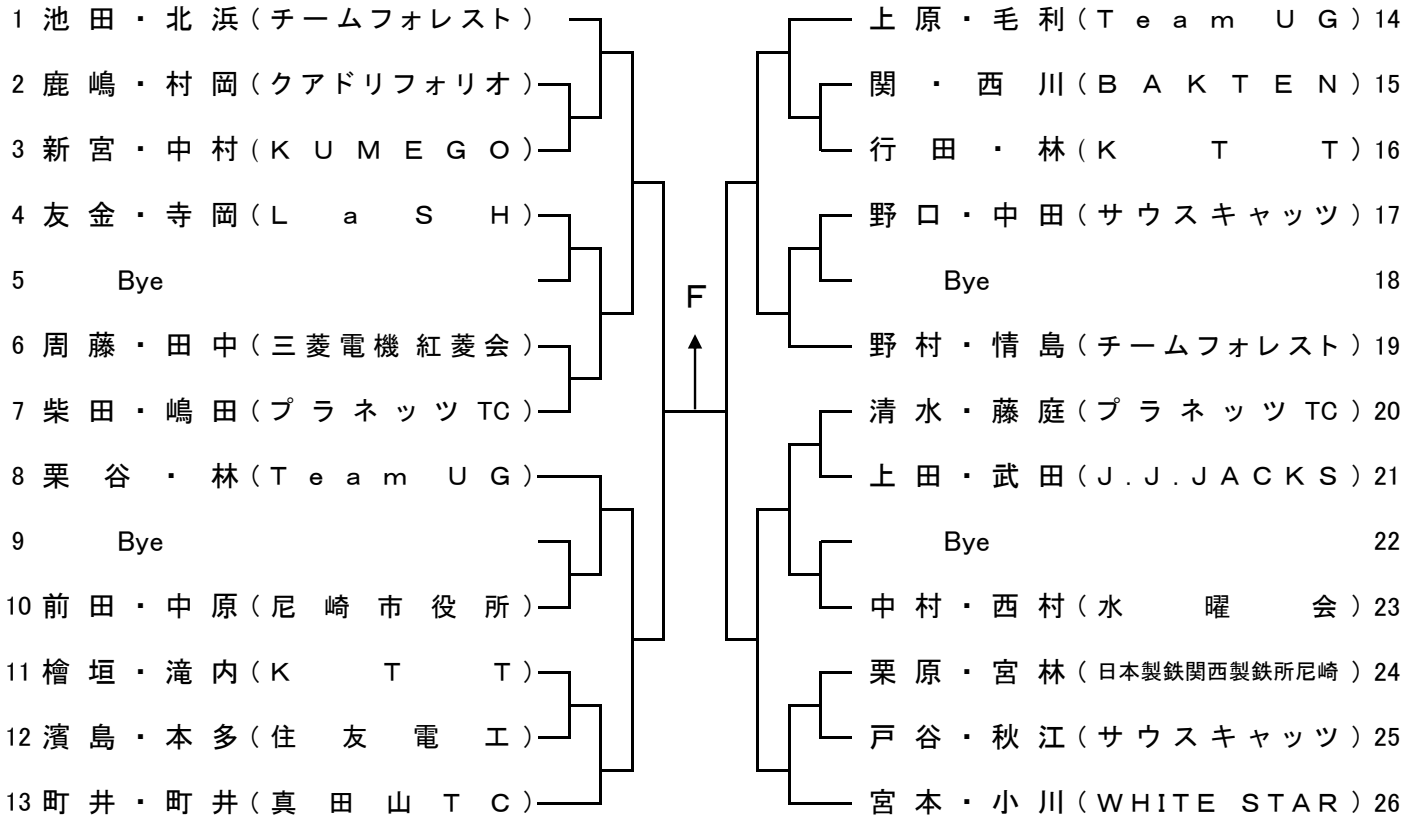 1 池田・北浜(チームフォレスト)
2 鹿嶋・村岡(クアドリフォリオ)
3 新宮・中村(KUMEGO)
4 友金・寺岡(LaSH)
5 Bye
6 周藤・田中(三菱電機 紅菱会)
7 柴田・嶋田(プラネッツTC)
8 栗谷・林(Team UG)
9 Bye
10 前田・中原(尼崎市役所)
11 檜垣・滝内(KTT)
12 濱島・本多(住友電工)
13 町井・町井(真田山TC)
F
上原・毛利(Team UG) 14
関・西川(BAKTEN) 15
行田・林(KTT) 16
野口・中田(サウスキャッツ) 17
Bye 18
野村・情島(チームフォレスト) 19
清水・藤庭(プラネッツTC) 20
上田・武田(J.J.JACKS) 21
Bye 22
中村・西村(水曜会) 23
栗原・宮林(日本製鉄関西製鉄所尼崎) 24
戸谷・秋江(サウスキャッツ) 25
宮本・小川(WHITE STAR) 26